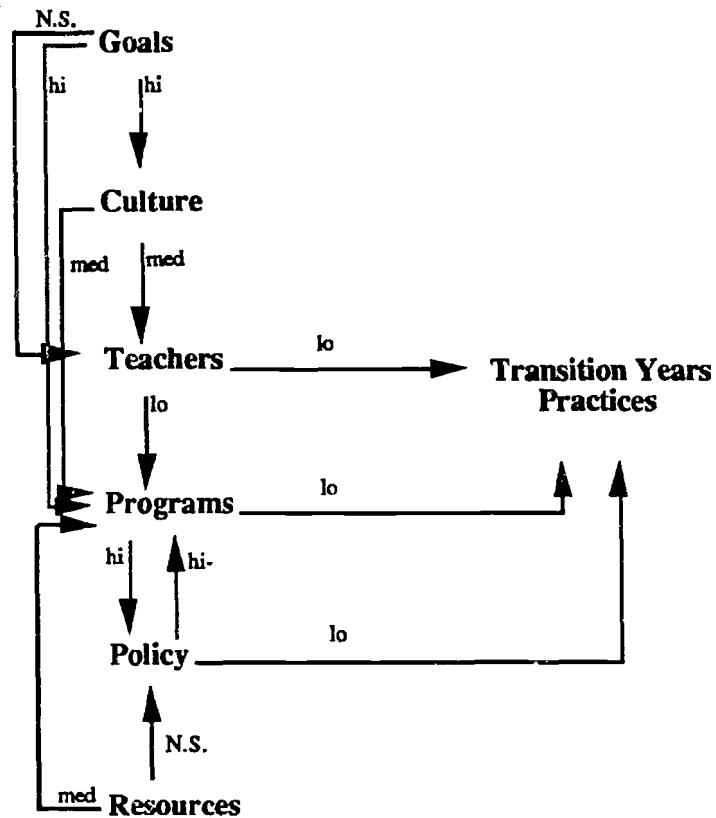 N.S.
Goals
hi
hi
Culture
med
med
Teachers
lo
Transition Years
Practices
lo
Programs
lo
hi
hi-
Policy
lo
N.S.
med
Resources